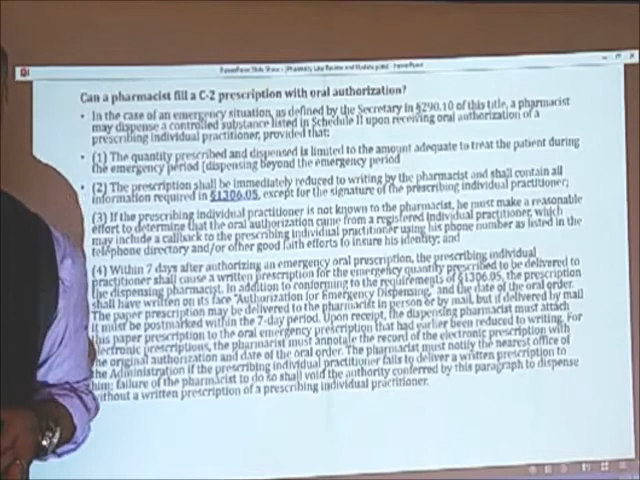 PowerPoint Slide Show - [Pharmacy Law Review and Update.pptx] - PowerPoint
Can a pharmacist fill a C-2 prescription with oral authorization?
• In the case of an emergency situation, as defined by the Secretary in §290.10 of this title, a pharmacist
may dispense a controlled substance listed in Schedule II upon receiving oral authorization of a
prescribing individual practitioner, provided that:
• (1) The quantity prescribed and dispensed is limited to the amount adequate to treat the patient during
the emergency period (dispensing beyond the emergency period
• (2) The prescription shall be immediately reduced to writing by the pharmacist and shall contain all
information required in §1306.05, except for the signature of the prescribing individual practitioner;
(3) If the prescribing individual practitioner is not known to the pharmacist, he must make a reasonable
effort to determine that the oral authorization came from a registered individual practitioner, which
may include a callback to the prescribing individual practitioner using his phone number as listed in the
telephone directory and/or other good faith efforts to insure his identity; and
(4) Within 7 days after authorizing an emergency oral prescription, the prescribing individual
practitioner shall cause a written prescription for the emergency quantity prescribed to be delivered to
the dispensing pharmacist. In addition to conforming to the requirements of §1306.05, the prescription
shall have written on its face "Authorization for Emergency Dispensing," and the date of the oral order.
The paper prescription may be delivered to the pharmacist in person or by mail, but if delivered by mail
it must be postmarked within the 7-day period. Upon receipt, the dispensing pharmacist must attach
this paper prescription to the oral emergency prescription that had earlier been reduced to writing. For
electronic prescriptions, the pharmacist must annotate the record of the electronic prescription with
the original authorization and date of the oral order. The pharmacist must notify the nearest office of
the Administration if the prescribing individual practitioner fails to deliver a written prescription to
him; failure of the pharmacist to do so shall void the authority conferred by this paragraph to dispense
without a written prescription of a prescribing individual practitioner.